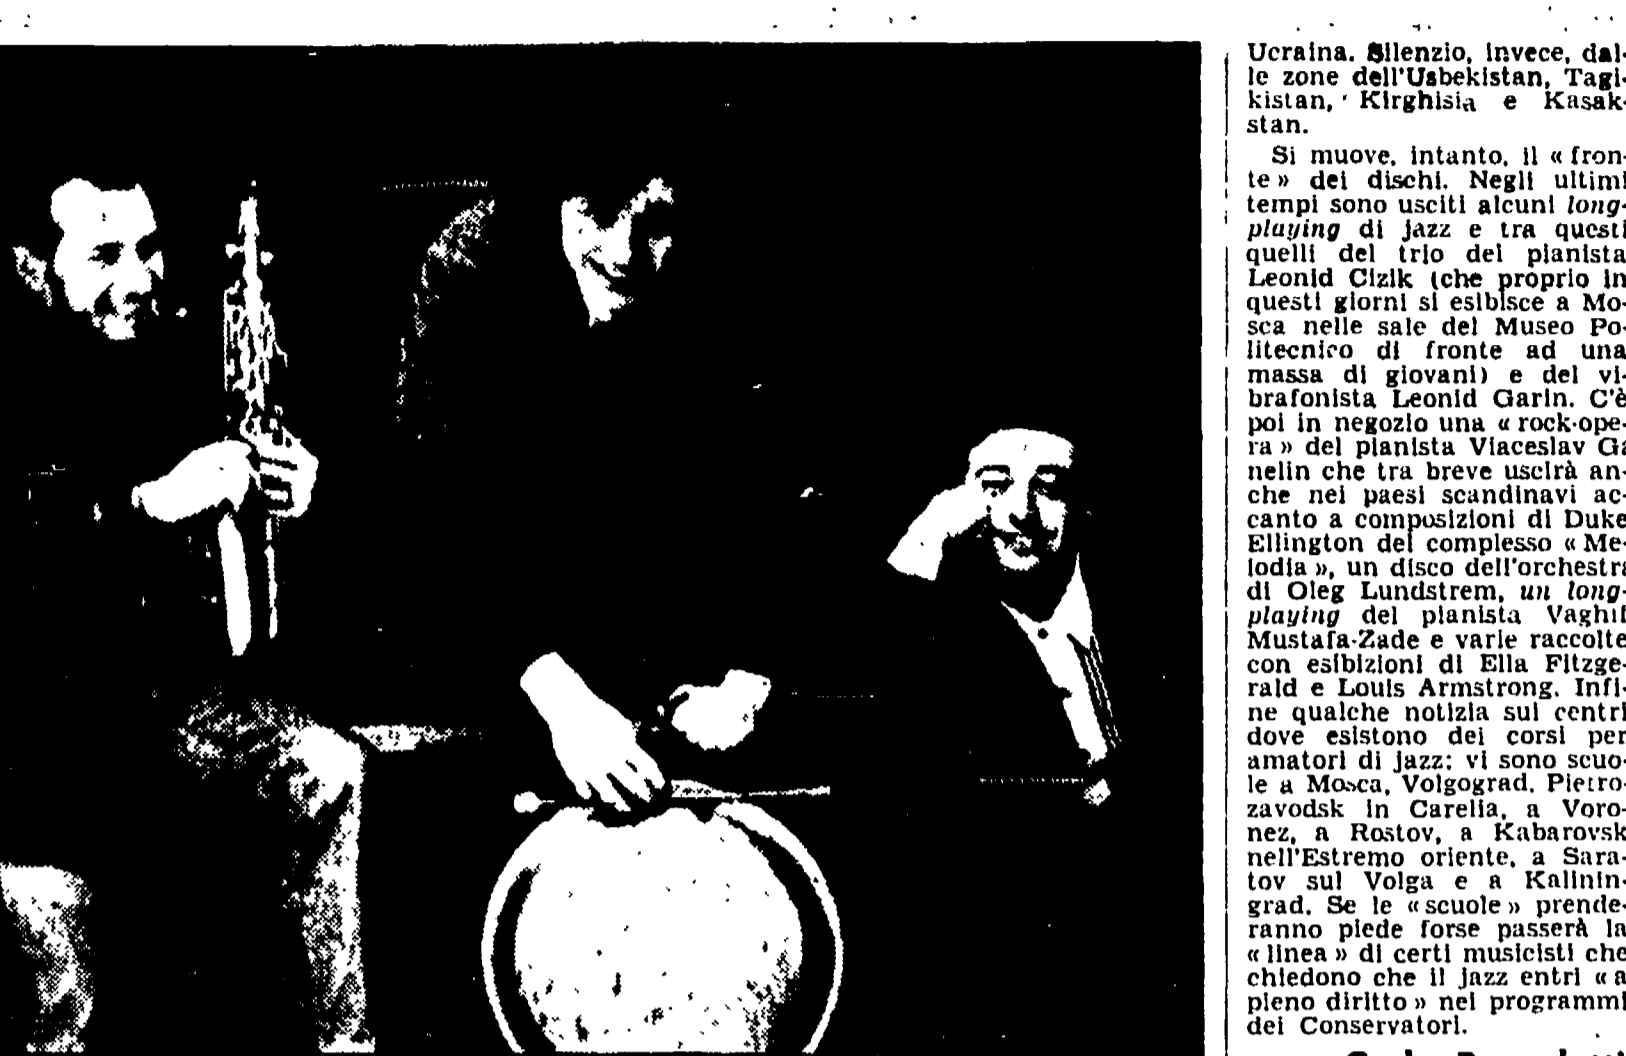 Ucraina. Silenzio, invece, dal-
le zone dell'Usbekistan, Tagi-
kistan, Kirghisia e Kasak-
stan.
Si muove, intanto, il « fron-
te » dei dischi. Negli ultimi
tempi sono usciti alcuni long-
playing di jazz e tra questi
quelli del trio del pianista
Leonid Cizik (che proprio in
questi giorni si esibisce a Mo-
sca nelle sale del Museo Po-
litecnico di fronte ad una
massa di giovani) e del vi-
brafonista Leonid Garin. C'è
poi in negozio una « rock-ope-
ra » del pianista Viaceslav Ga
nelin che tra breve uscirà an-
che nei paesi scandinavi ac-
canto a composizioni di Duke
Ellington del complesso « Me-
lodia », un disco dell'orchestra
di Oleg Lundstrem, un long-
playing del pianista Vaghif
Mustafa-Zade e varie raccolte
con esibizioni di Ella Fitzge-
rald e Louis Armstrong. Infi-
ne qualche notizia sui centri
dove esistono dei corsi per
amatori di jazz: vi sono scuo-
le a Mosca, Volgograd, Pietro-
zavodsk in Carelia, a Voro-
nez, a Rostov, a Kabarovsk
nell'Estremo oriente, a Sara-
tov sul Volga e a Kalinin-
grad. Se le « scuole » prende-
ranno piede forse passerà la
« linea » di certi musicisti che
chiedono che il jazz entri « a
pieno diritto » nei programmi
dei Conservatori.